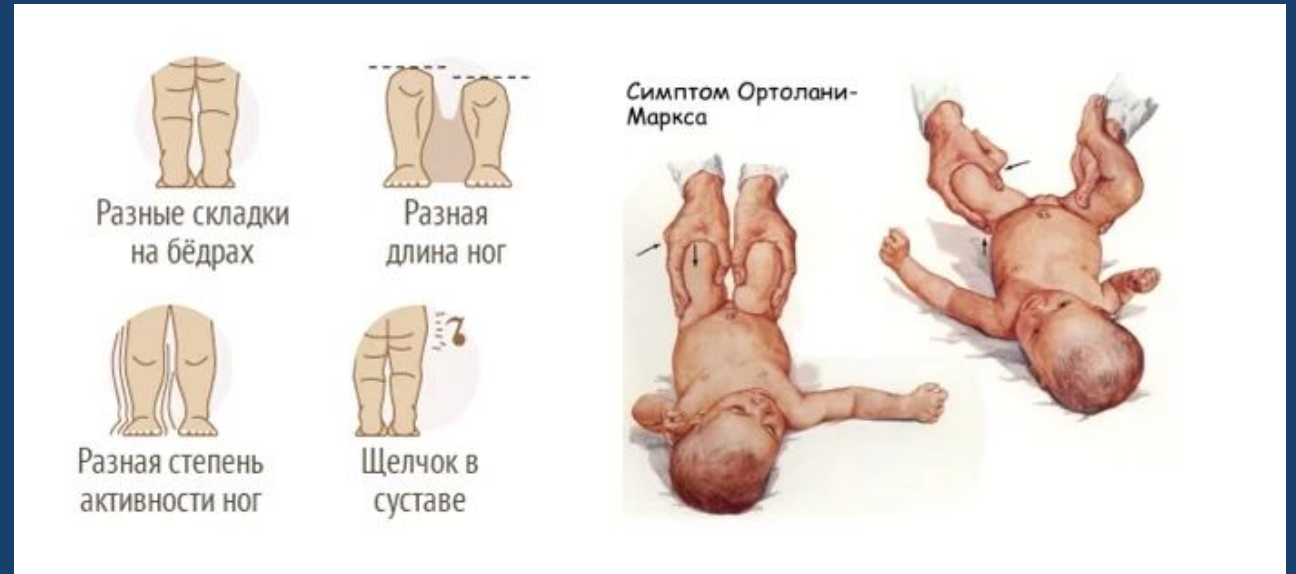 Разные складки
на бёдрах
Разная
длина ног
Разная степень
активности ног
Щелчок в
суставе
Симптом Ортолани-
Маркса